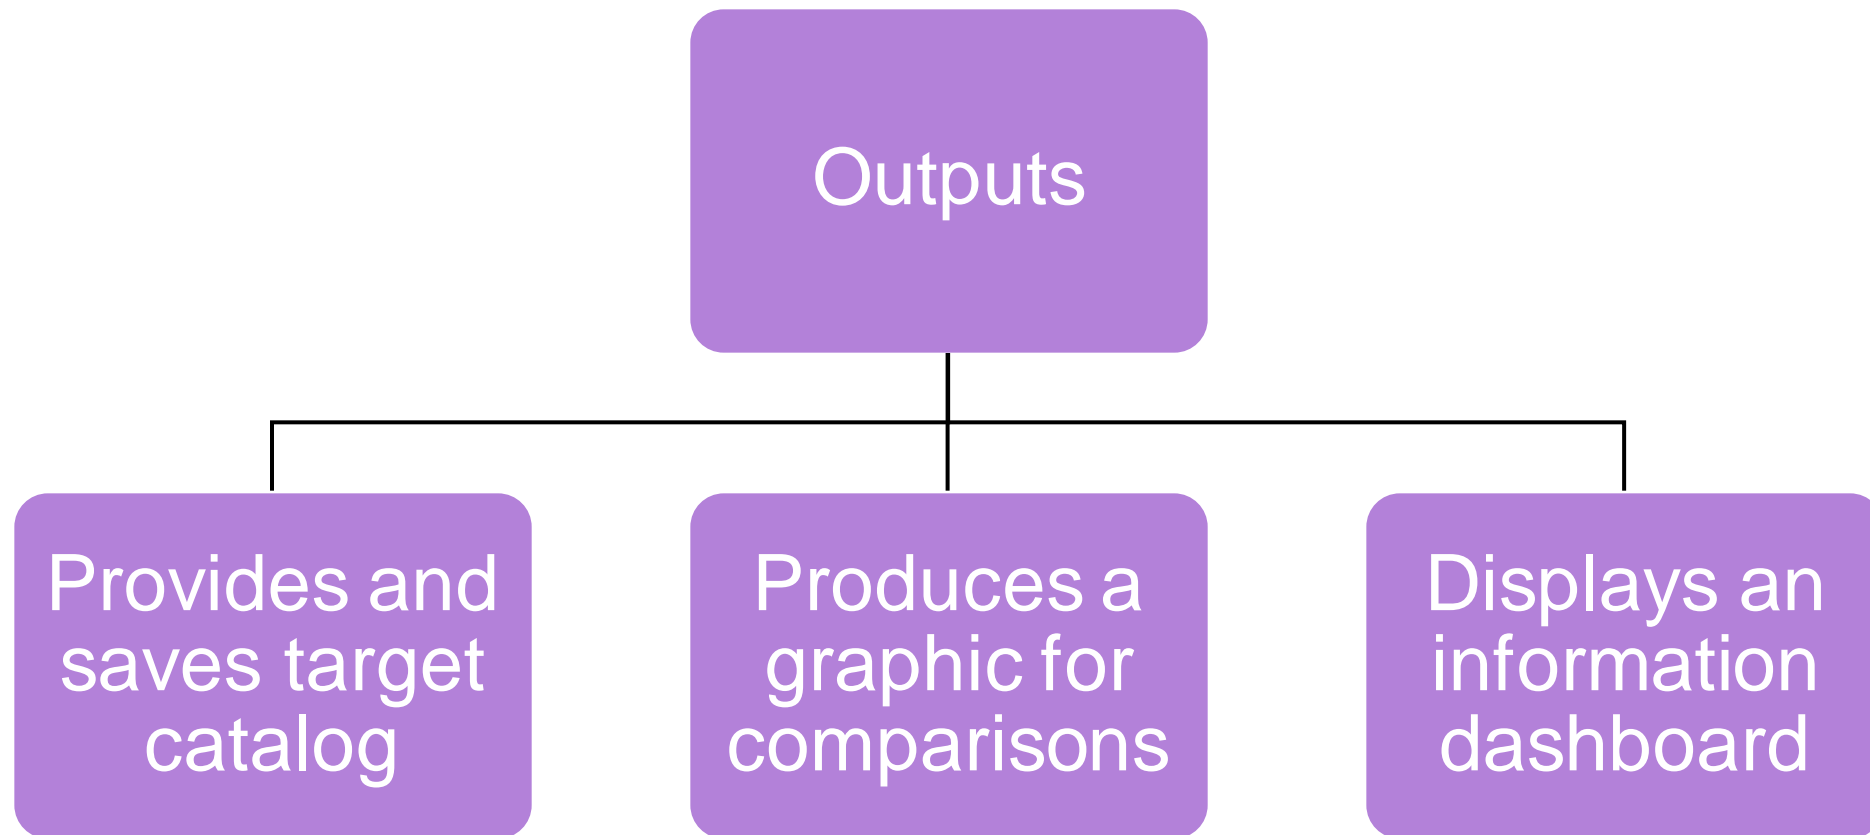 Outputs
Provides and
saves target
catalog
Produces a
graphic for
comparisons
Displays an
information
dashboard